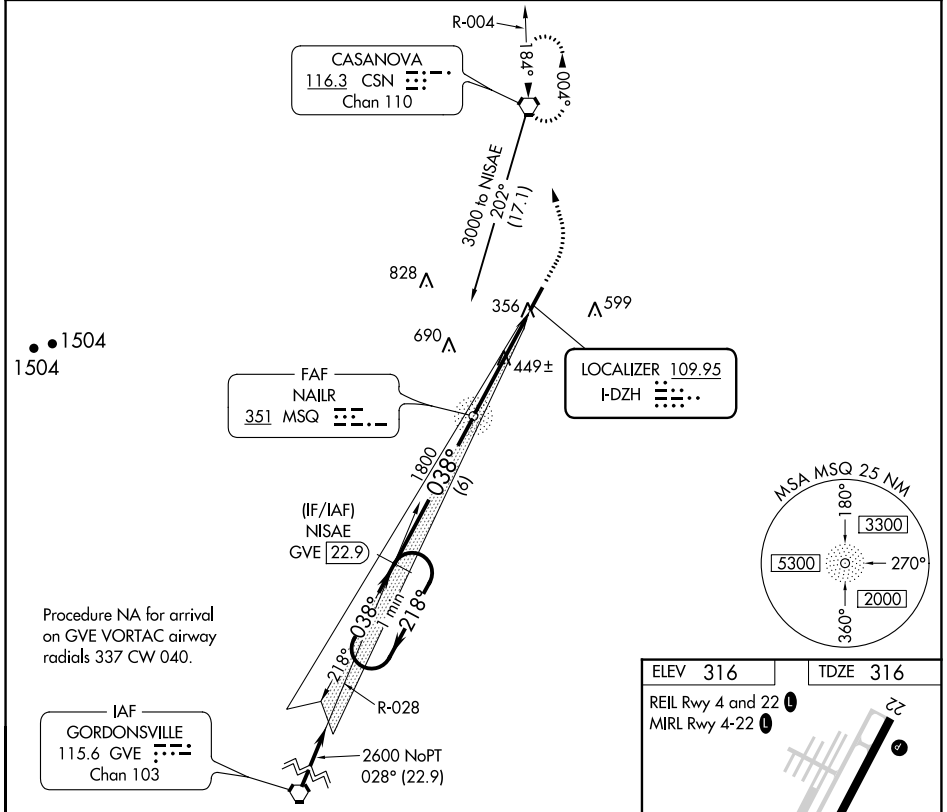 R-004
184°
004°
CASANOVA
116.3 CSN
Chan 110
3000 to NISAE
202°
(17.1)
828
356
599
690
449±
1504
1504
LOCALIZER 109.95
I-DZH
FAF
NAILR
351 MSQ
1800
038°
(6)
(IF/IAF)
NISAE
GVE 22.9
MSA MSQ 25 NM
180°
3300
5300
270°
2000
360°
038°
1 min
218°
218°
Procedure NA for arrival
on GVE VORTAC airway
radials 337 CW 040.
R-028
IAF
GORDONSVILLE
115.6 GVE
Chan 103
2600 NoPT
028° (22.9)
ELEV 316
TDZE 316
REIL Rwy 4 and 22 L
MIRL Rwy 4-22 L
22
P